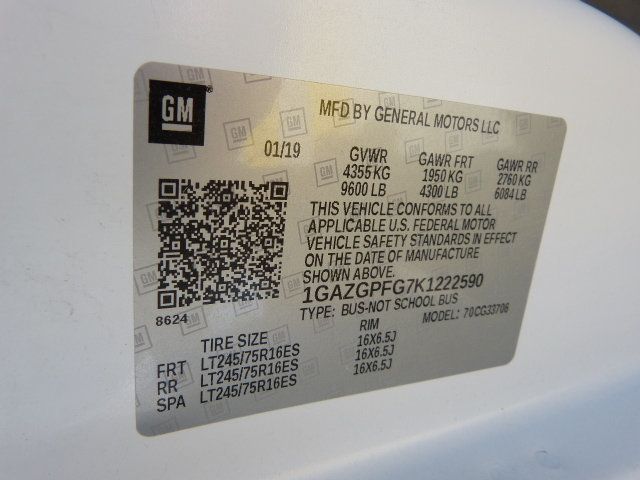 GM
MFD BY GENERAL MOTORS LLC
01/19
GVWR GAWR FRT GAWR RR
4355 KG 1950 KG 2760 KG
9600 LB 4300 LB 6084 LB
THIS VEHICLE CONFORMS TO ALL
APPLICABLE U.S. FEDERAL MOTOR
VEHICLE SAFETY STANDARDS IN EFFECT
ON THE DATE OF MANUFACTURE
SHOWN ABOVE.
1GAZGPFG7K1222590
TYPE: BUS-NOT SCHOOL BUS MODEL: 70CG33706
8624
TIRE SIZE RIM
FRT LT245/75R16ES 16X6.5J
RR LT245/75R16ES 16X6.5J
SPA LT245/75R16ES 16X6.5J